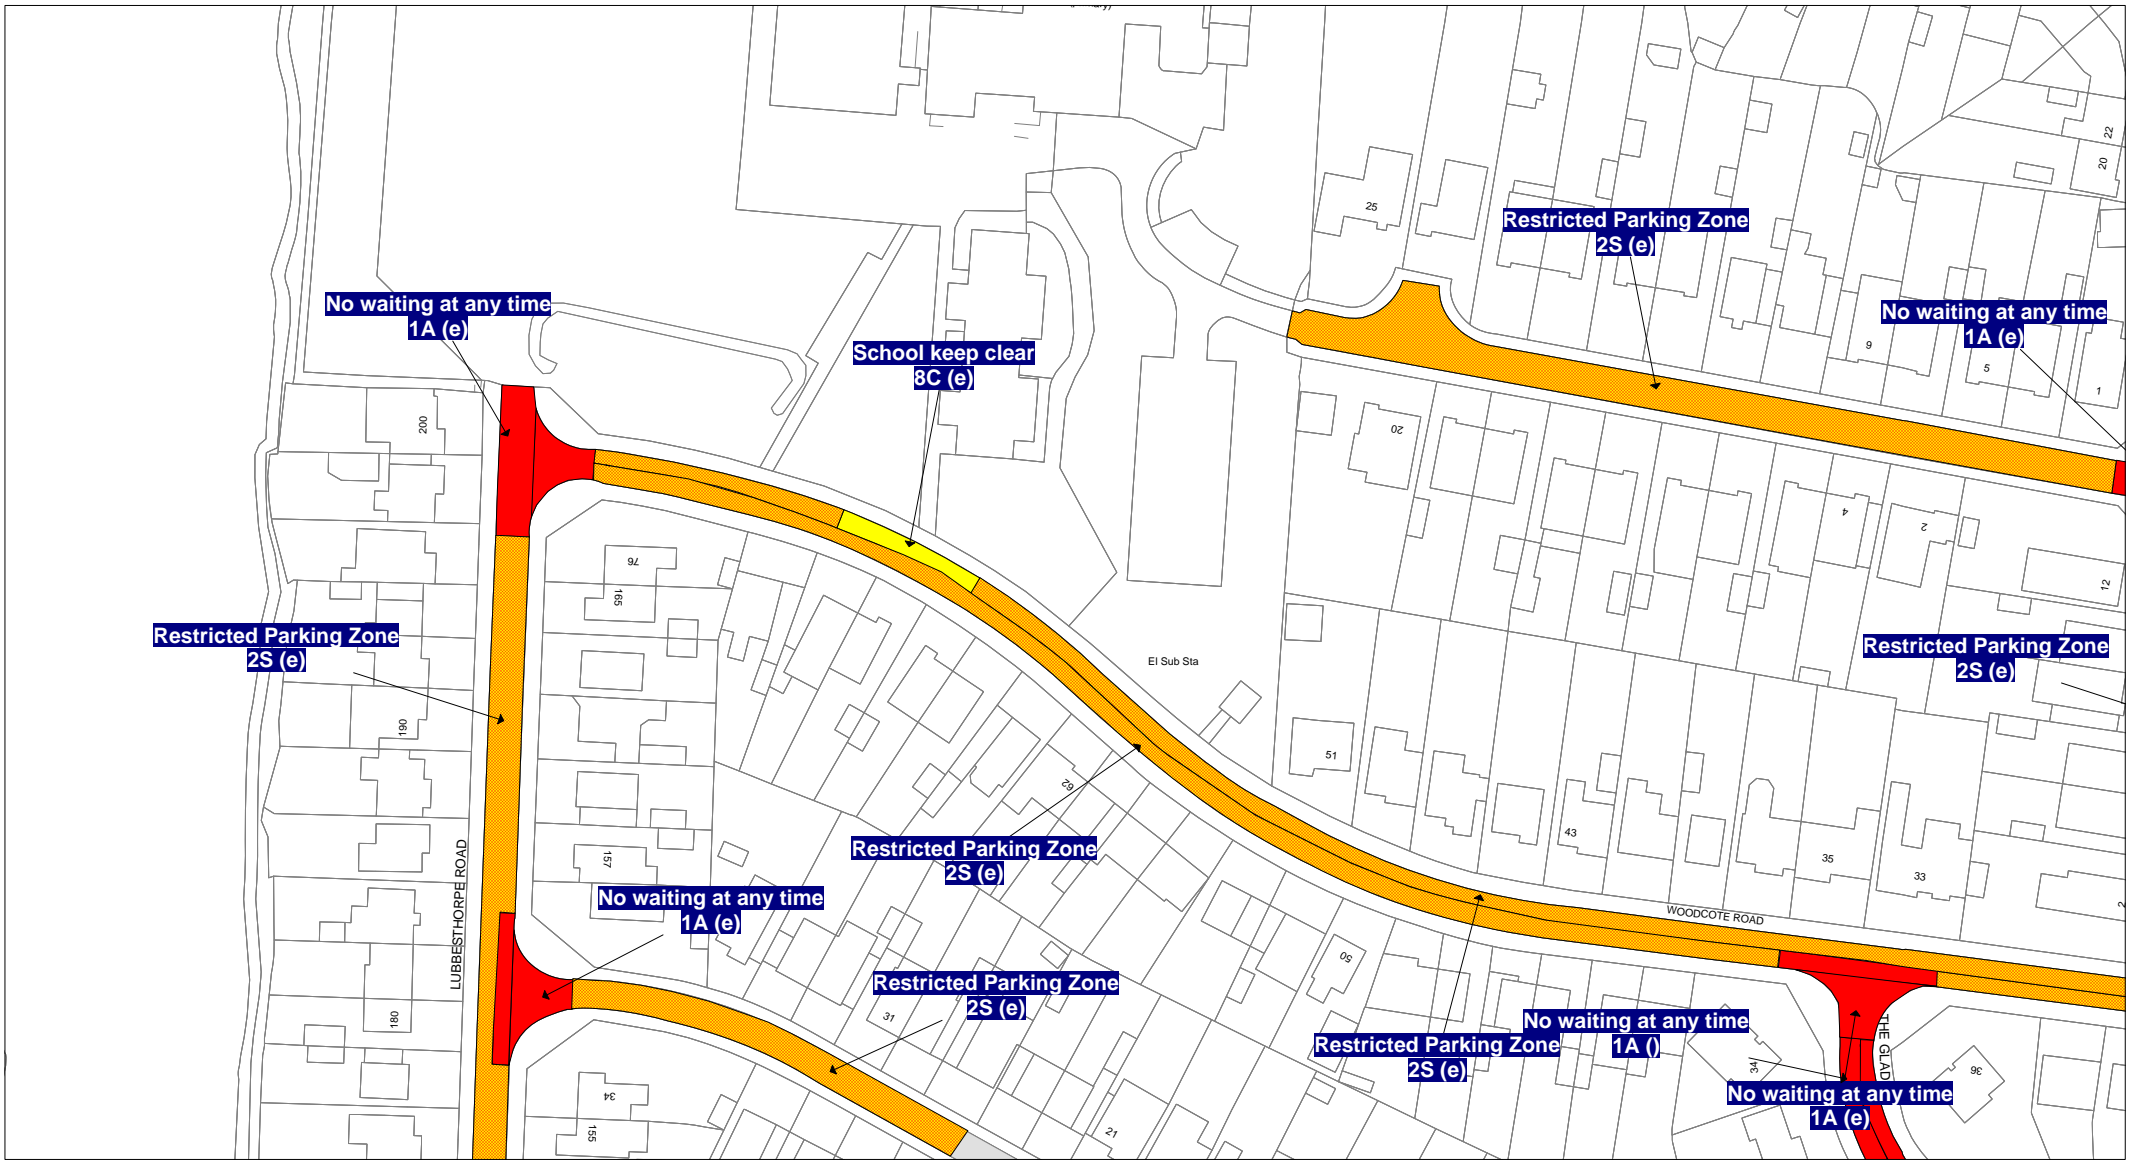 22
20
25
Restricted Parking Zone
2S (e)
No waiting at any time
1A (e)
No waiting at any time
1A (e)
School keep clear
8C (e)
9
5
1
200
20
4
2
12
76
165
Restricted Parking Zone
2S (e)
El Sub Sta
Restricted Parking Zone
2S (e)
190
51
62
43
35
33
157
Restricted Parking Zone
2S (e)
LUBBESTHORPE ROAD
No waiting at any time
1A (e)
WOODCOTE ROAD
2
50
Restricted Parking Zone
2S (e)
31
180
No waiting at any time
1A ()
Restricted Parking Zone
2S (e)
THE GLAD
34
36
No waiting at any time
1A (e)
34
155
21